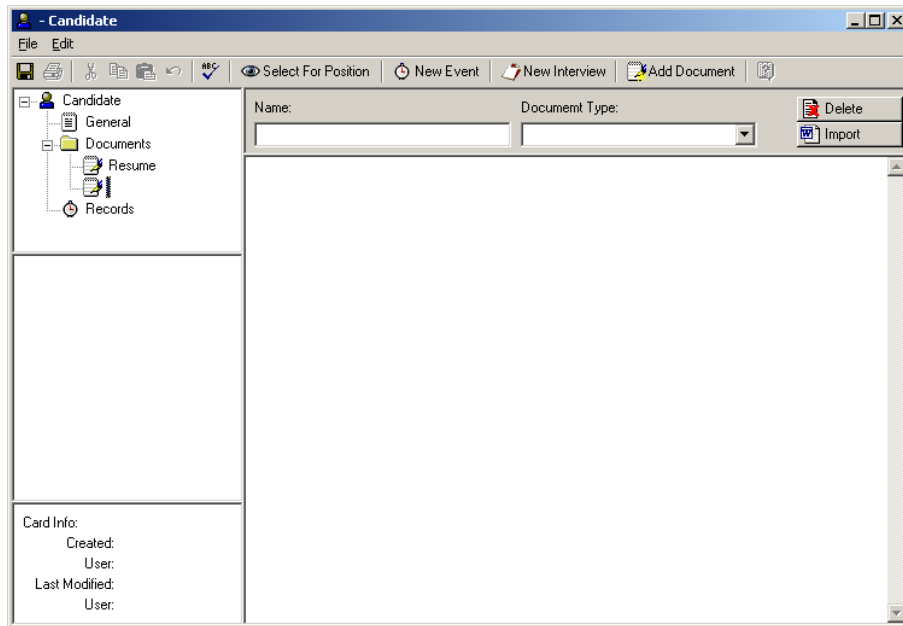 - Candidate
File Edit
ABC Select For Position New Event New Interview Add Document
Candidate
General
Documents
Resume
Records
Name: Documemt Type:
Delete
Import
Card Info:
Created:
User:
Last Modified:
User: